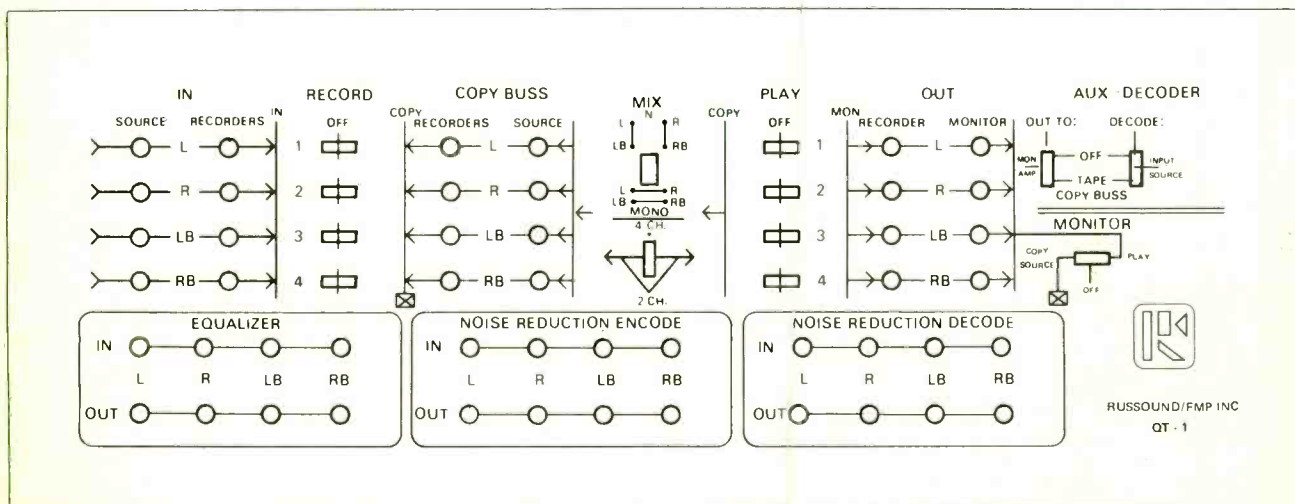 IN RECORD COPY BUSS MIX PLAY OUT AUX DECODER
SOURCE RECORDERS IN OFF COPY RECORDERS SOURCE N COPY OFF MON RECORDER MONITOR OUT TO: DECODE:
L R
L 1 L LB RB 1 L OFF
MON AMP INPUT SOURCE
R 2 R L R 2 R TAPE
LB RB COPY BUSS
MONO
4 CH. MONITOR
LB 3 LB 3 LB COPY SOURCE PLAY
RB 4 RB 4 RB OFF
2 CH.
EQUALIZER NOISE REDUCTION ENCODE NOISE REDUCTION DECODE
IN IN IN
L R LB RB L R LB RB L R LB RB
OUT OUT OUT
RUSSOUND/FMP INC
QT - 1